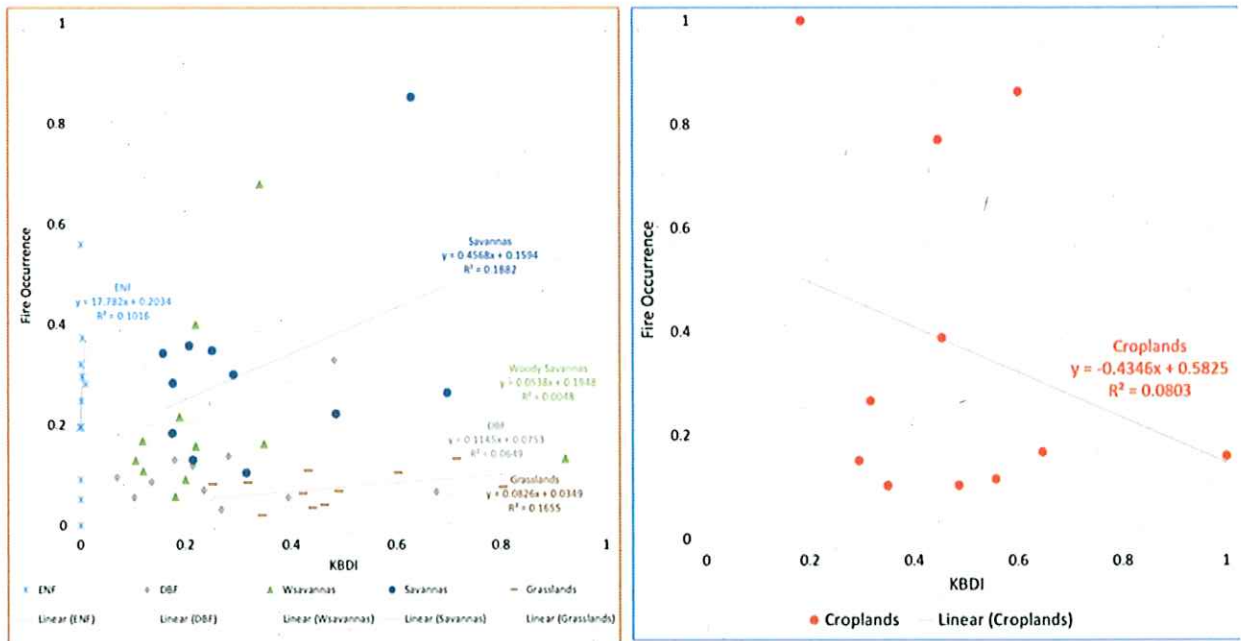 1
0.8
0.6
0.4
0.2
0
Fire Occurrence
ENF
y = 17.782x + 0.2034
R² = 0.1016
Savannas
y = 0.4568x + 0.1594
R² = 0.1882
Woody Savannas
y = 0.0538x + 0.1948
R² = 0.0048
DBF
y = 0.1145x + 0.0753
R² = 0.0649
Grasslands
y = 0.0826x + 0.0349
R² = 0.1655
0 0.2 0.4 0.6 0.8 1
KBDI
ENF DBF Wsavannas Savannas Grasslands
Linear (ENF) Linear (DBF) Linear (Wsavannas) Linear (Savannas) Linear (Grasslands)
1
0.8
0.6
0.4
0.2
0
Fire Occurrence
Croplands
y = -0.4346x + 0.5825
R² = 0.0803
0 0.2 0.4 0.6 0.8 1
KBDI
Croplands Linear (Croplands)